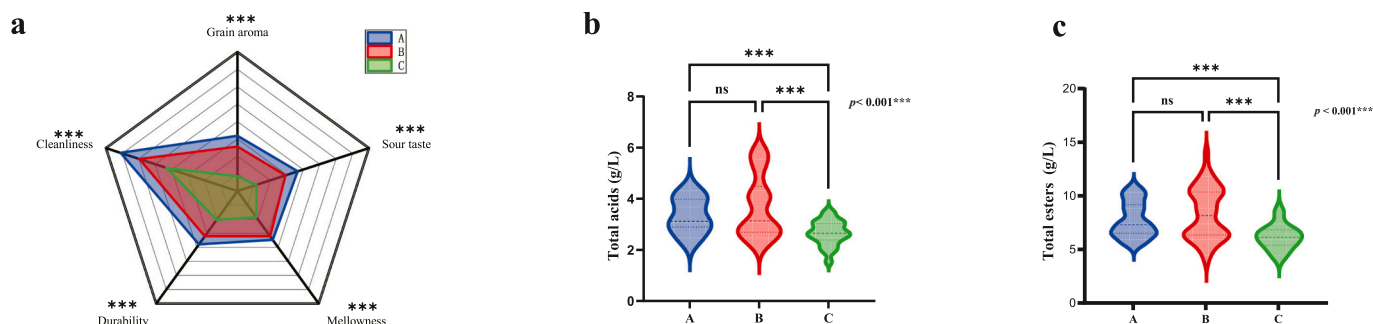 a
***
Grain aroma
A
B
C
***
Cleanliness
***
Sour taste
***
Durability
***
Mellowness
b
***
ns
***
p< 0.001***
Total acids (g/L)
8
6
4
2
0
A
B
C
c
***
ns
***
p < 0.001***
Total esters (g/L)
20
15
10
5
0
A
B
C